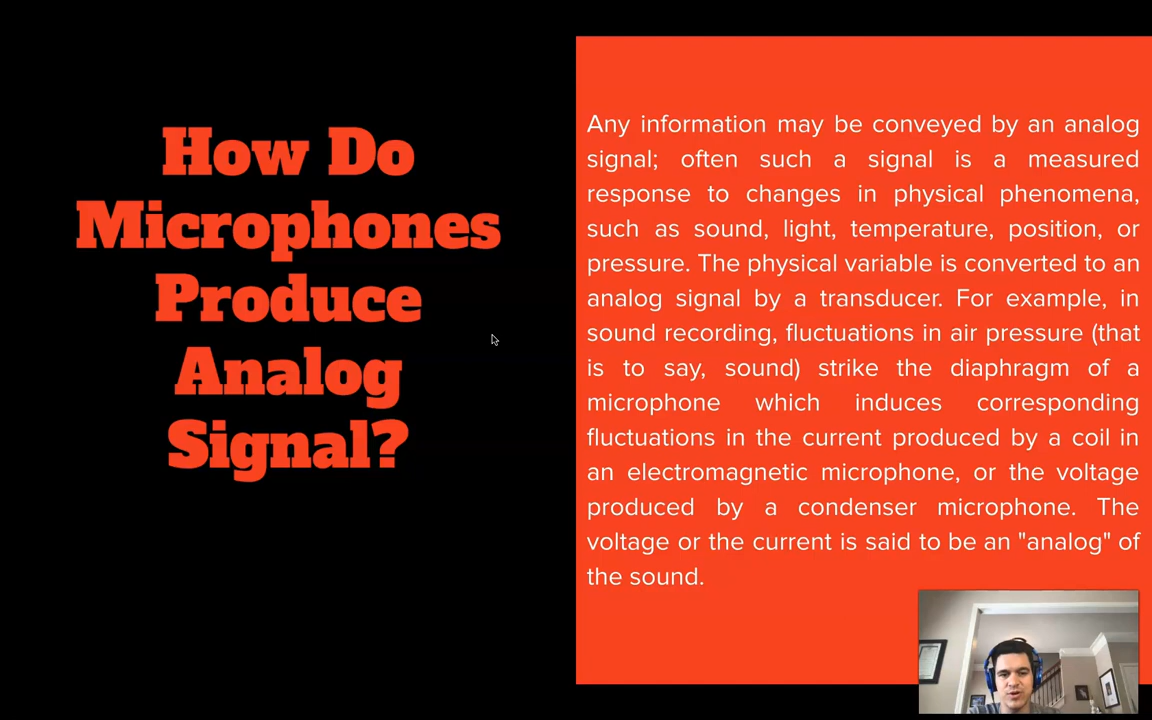 How Do
Microphones
Produce
Analog
Signal?
Any information may be conveyed by an analog
signal; often such a signal is a measured
response to changes in physical phenomena,
such as sound, light, temperature, position, or
pressure. The physical variable is converted to an
analog signal by a transducer. For example, in
sound recording, fluctuations in air pressure (that
is to say, sound) strike the diaphragm of a
microphone which induces corresponding
fluctuations in the current produced by a coil in
an electromagnetic microphone, or the voltage
produced by a condenser microphone. The
voltage or the current is said to be an "analog" of
the sound.